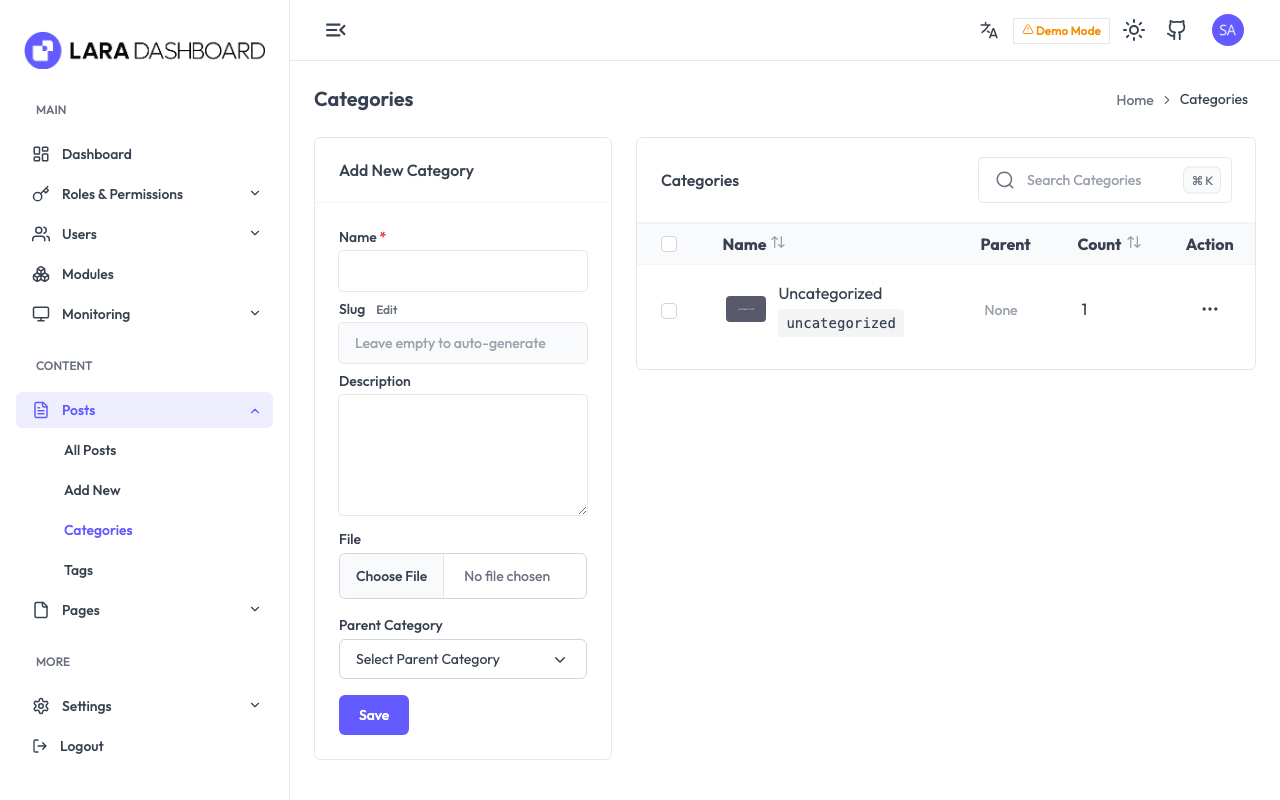 LARA DASHBOARD
MAIN
Dashboard
Roles & Permissions
Users
Modules
Monitoring
CONTENT
Posts
All Posts
Add New
Categories
Tags
Pages
MORE
Settings
Logout
Demo Mode
SA
Categories
Home > Categories
Add New Category
Name *
Slug Edit
Leave empty to auto-generate
Description
File
Choose File No file chosen
Parent Category
Select Parent Category
Save
Categories
Search Categories
⌘ K
Name Parent Count Action
Uncategorized
uncategorized
None
1